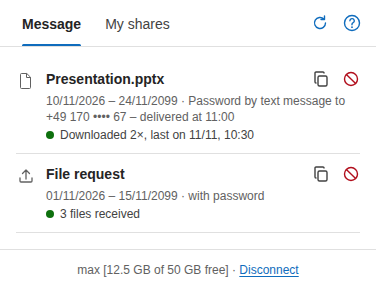 Message My shares
Presentation.pptx
10/11/2026 – 24/11/2099 · Password by text message to
+49 170 •••• 67 – delivered at 11:00
Downloaded 2×, last on 11/11, 10:30
File request
01/11/2026 – 15/11/2099 · with password
3 files received
max [12.5 GB of 50 GB free] · Disconnect